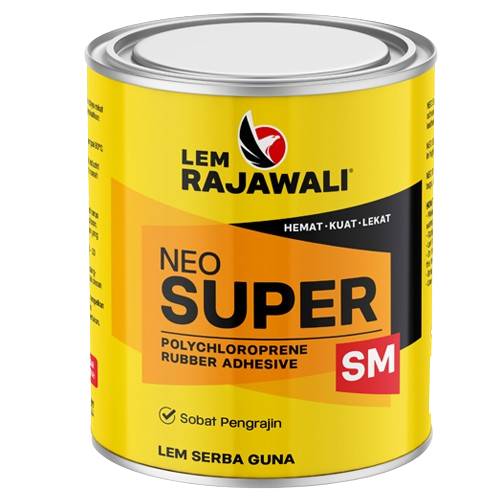 LEM
RAJAWALI®
HEMAT·KUAT·LEKAT
NEO
SUPER
POLYCHLOROPRENE
RUBBER ADHESIVE
SM
Sobat Pengrajin
LEM SERBA GUNA